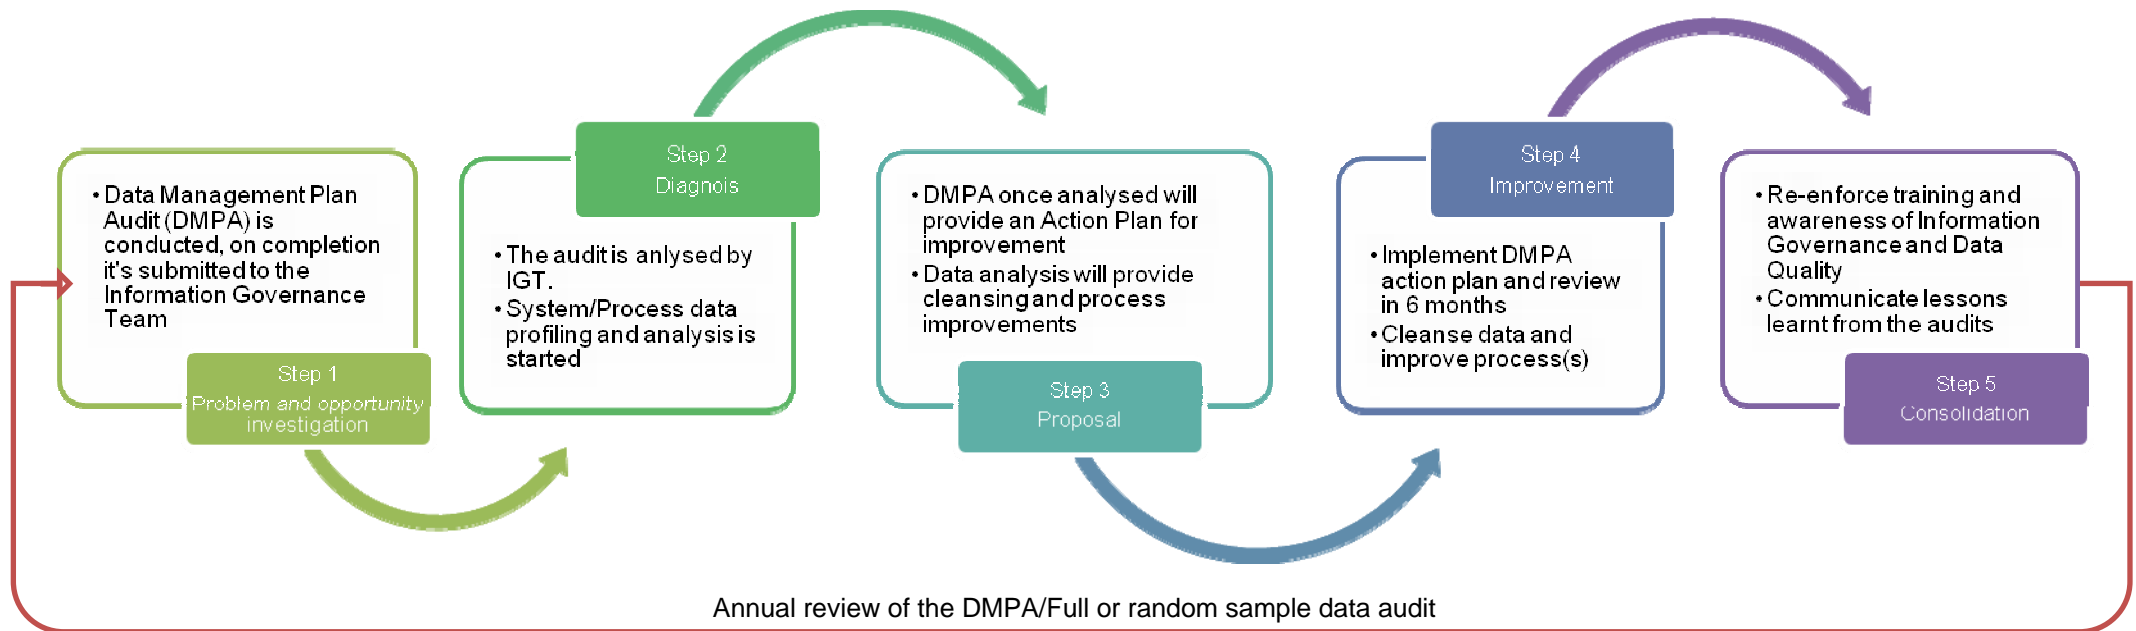 • Data Management Plan
Audit (DMPA) is
conducted, on completion
it's submitted to the
Information Governance
Team
Step 1
Problem and opportunity
investigation
Step 2
Diagnois
• The audit is anlysed by
IGT.
• System/Process data
profiling and analysis is
started
• DMPA once analysed will
provide an Action Plan for
improvement
• Data analysis will provide
cleansing and process
improvements
Step 3
Proposal
Step 4
Improvement
• Implement DMPA
action plan and review
in 6 months
• Cleanse data and
improve process(s)
• Re-enforce training and
awareness of Information
Governance and Data
Quality
• Communicate lessons
learnt from the audits
Step 5
Consolidation
Annual review of the DMPA/Full or random sample data audit